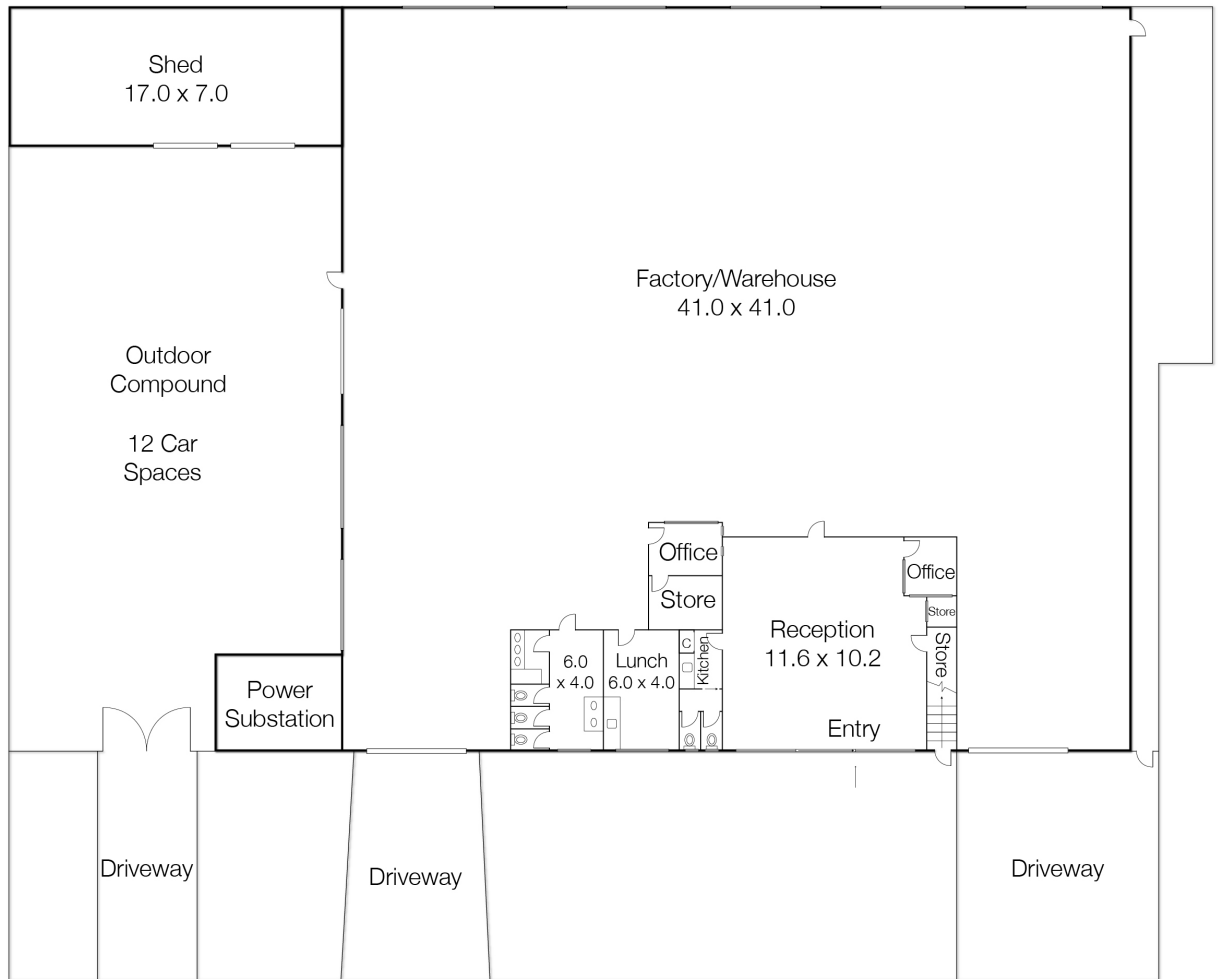 Shed
17.0 x 7.0
Factory/Warehouse
41.0 x 41.0
Outdoor
Compound
12 Car
Spaces
Office
Store
Office
Store
Store
Reception
11.6 x 10.2
Entry
6.0
x 4.0
Lunch
6.0 x 4.0
C
Kitchen
Power
Substation
Driveway
Driveway
Driveway